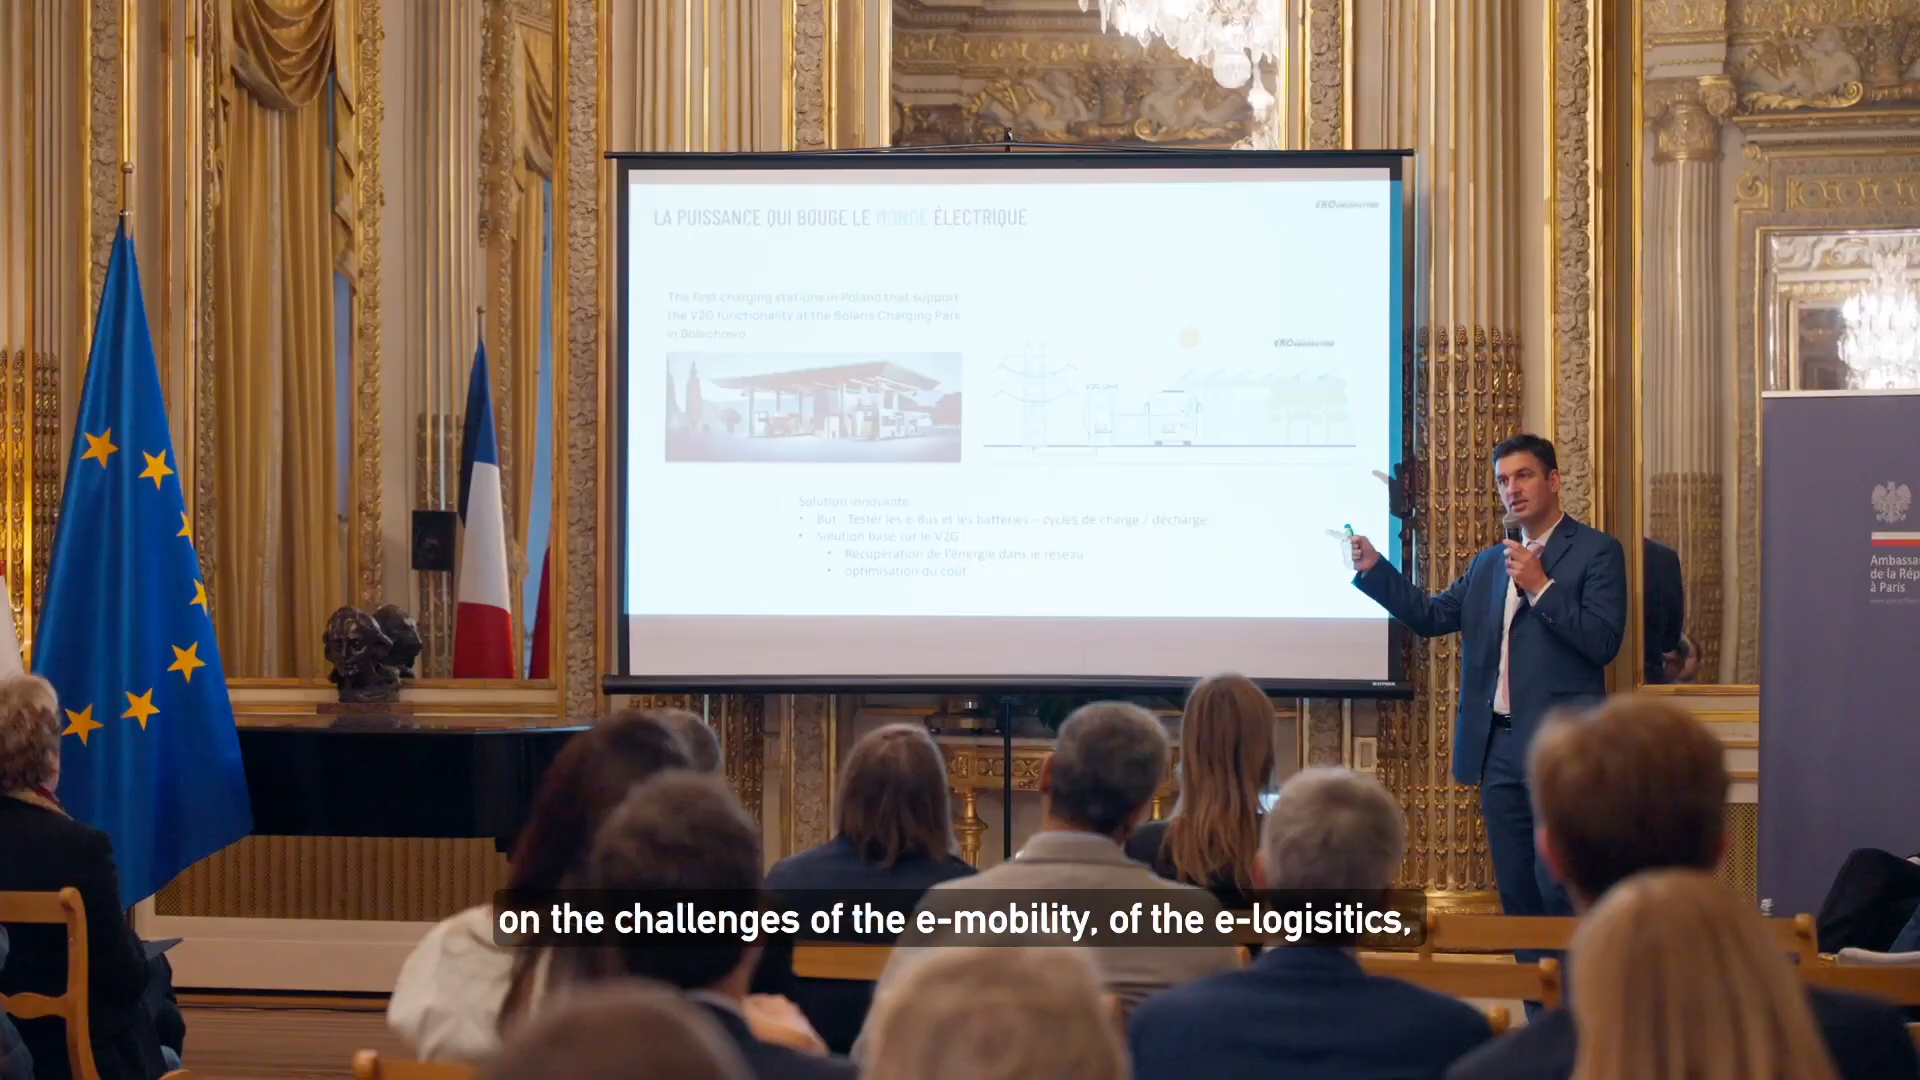 LA PUISSANCE QUI BOUGE LE MONDE ÉLECTRIQUE
The first charging stations in Poland that support
the V2G functionality at the Solaris Charging Park
in Bolechowo
V2G Unit
Solution innovante
• But : Tester les e-Bus et les batteries – cycles de charge / décharge
• Solution basé sur le V2G
• Récupération de l'énergie dans le réseau
• optimisation du coût
Ambassa
de la Rép
à Paris
on the challenges of the e-mobility, of the e-logisitics,